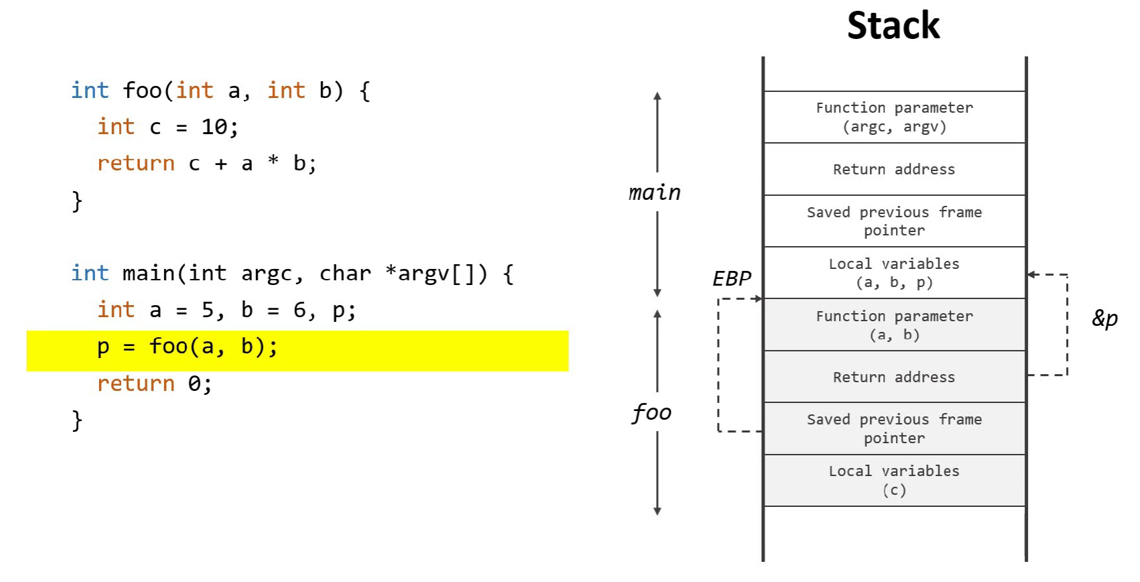 Stack
int foo(int a, int b) {
int c = 10;
return c + a * b;
}
int main(int argc, char *argv[]) {
int a = 5, b = 6, p;
p = foo(a, b);
return 0;
}
main
foo
EBP
Function parameter
(argc, argv)
Return address
Saved previous frame
pointer
Local variables
(a, b, p)
Function parameter
(a, b)
Return address
Saved previous frame
pointer
Local variables
(c)
&p